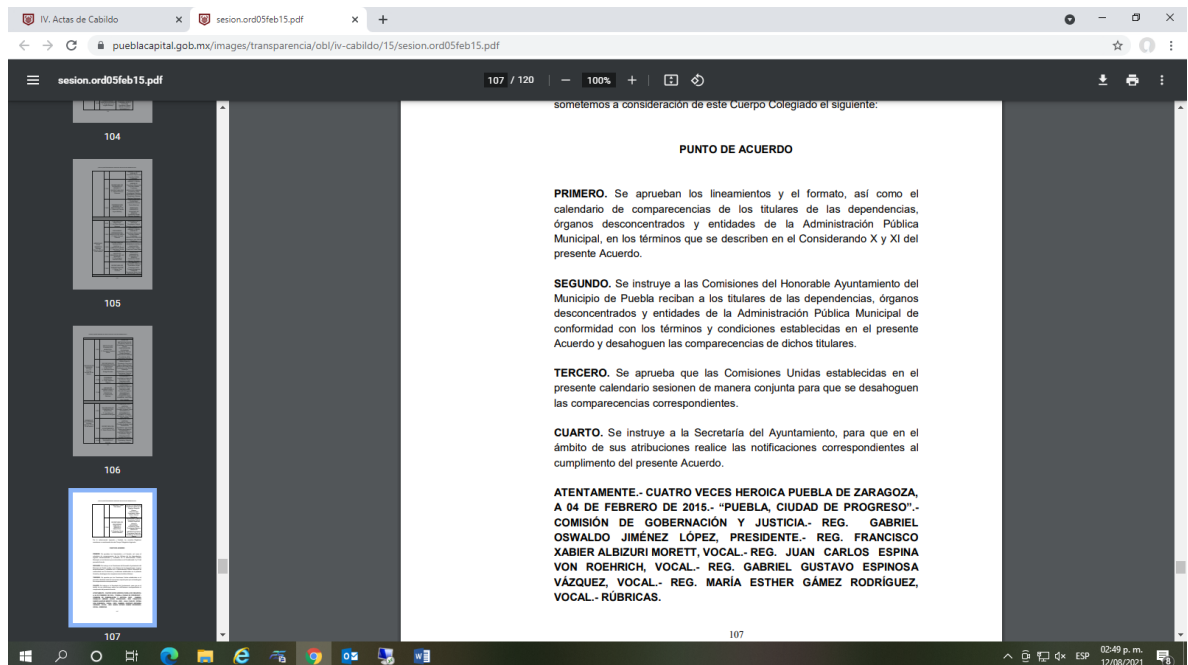 IV. Actas de Cabildo
sesion.ord05feb15.pdf
pueblacapital.gob.mx/images/transparencia/obl/iv-cabildo/15/sesion.ord05feb15.pdf
sesion.ord05feb15.pdf
107 / 120
100%
104
105
106
107
sometemos a consideración de este Cuerpo Colegiado el siguiente:
PUNTO DE ACUERDO
PRIMERO. Se aprueban los lineamientos y el formato, así como el
calendario de comparecencias de los titulares de las dependencias,
órganos desconcentrados y entidades de la Administración Pública
Municipal, en los términos que se describen en el Considerando X y XI del
presente Acuerdo.
SEGUNDO. Se instruye a las Comisiones del Honorable Ayuntamiento del
Municipio de Puebla reciban a los titulares de las dependencias, órganos
desconcentrados y entidades de la Administración Pública Municipal de
conformidad con los términos y condiciones establecidas en el presente
Acuerdo y desahoguen las comparecencias de dichos titulares.
TERCERO. Se aprueba que las Comisiones Unidas establecidas en el
presente calendario sesionen de manera conjunta para que se desahoguen
las comparecencias correspondientes.
CUARTO. Se instruye a la Secretaría del Ayuntamiento, para que en el
ámbito de sus atribuciones realice las notificaciones correspondientes al
cumplimento del presente Acuerdo.
ATENTAMENTE.- CUATRO VECES HEROICA PUEBLA DE ZARAGOZA,
A 04 DE FEBRERO DE 2015.- “PUEBLA, CIUDAD DE PROGRESO”.-
COMISIÓN DE GOBERNACIÓN Y JUSTICIA.- REG. GABRIEL
OSWALDO JIMÉNEZ LÓPEZ, PRESIDENTE.- REG. FRANCISCO
XABIER ALBIZURI MORETT, VOCAL.- REG. JUAN CARLOS ESPINA
VON ROEHRICH, VOCAL.- REG. GABRIEL GUSTAVO ESPINOSA
VÁZQUEZ, VOCAL.- REG. MARÍA ESTHER GÁMEZ RODRÍGUEZ,
VOCAL.- RÚBRICAS.
107
ESP
02:49 p. m.
12/08/2021